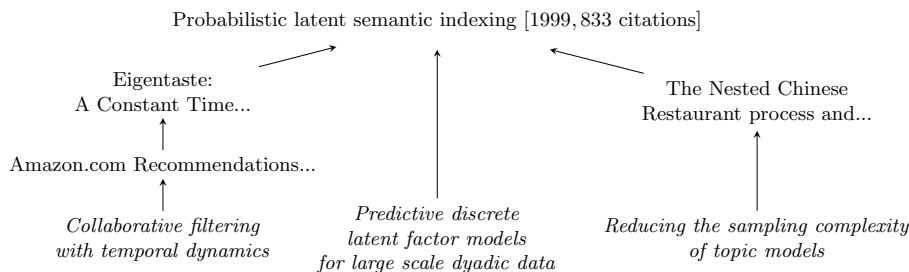 Probabilistic latent semantic indexing [1999, 833 citations]
Eigentaste:
A Constant Time...
The Nested Chinese
Restaurant process and...
Amazon.com Recommendations...
Collaborative filtering
with temporal dynamics
Predictive discrete
latent factor models
for large scale dyadic data
Reducing the sampling complexity
of topic models